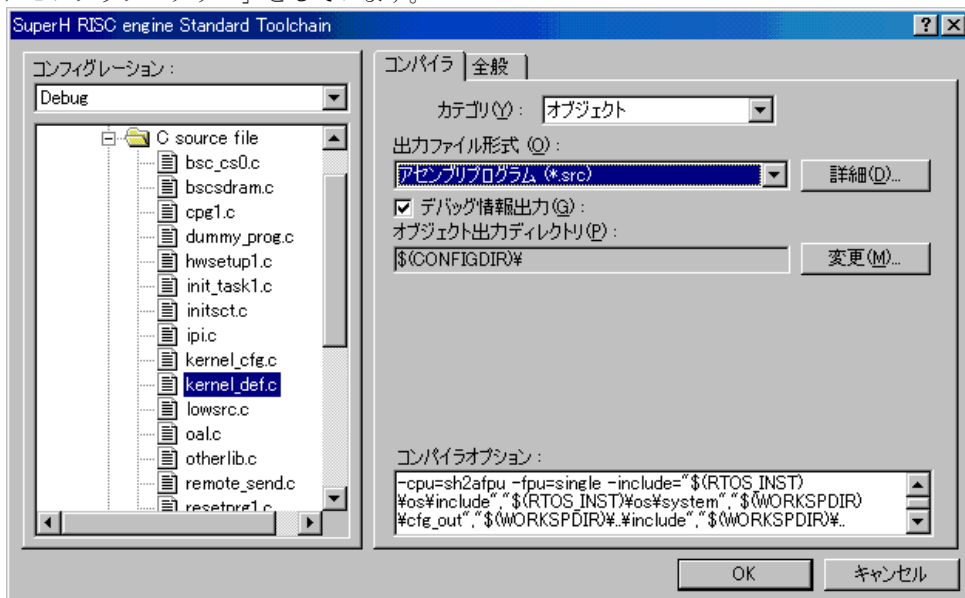 SuperH RISC engine Standard Toolchain
コンフィグレーション :
Debug
C source file
bsc_cs0.c
bscsdram.c
cpg1.c
dummy_prog.c
hwsetup1.c
init_task1.c
initsct.c
ipi.c
kernel_cfg.c
kernel_def.c
lowsrc.c
oal.c
otherlib.c
remote_send.c
resetprg1.c
コンパイラ
全般
カテゴリ(Y) :
オブジェクト
出力ファイル形式 (O) :
アセンブリプログラム (*.src)
詳細(D)...
デバッグ情報出力(G) :
オブジェクト出力ディレクトリ(P) :
$(CONFIGDIR)¥
変更(M)...
コンパイラオプション :
-cpu=sh2afpu -fpu=single -include="$(RTOS_INST)
¥os¥include","$(RTOS_INST)¥os¥system","$(WORKSPDIR)
¥cfg_out","$(WORKSPDIR)¥..¥include","$(WORKSPDIR)¥..
OK
キャンセル